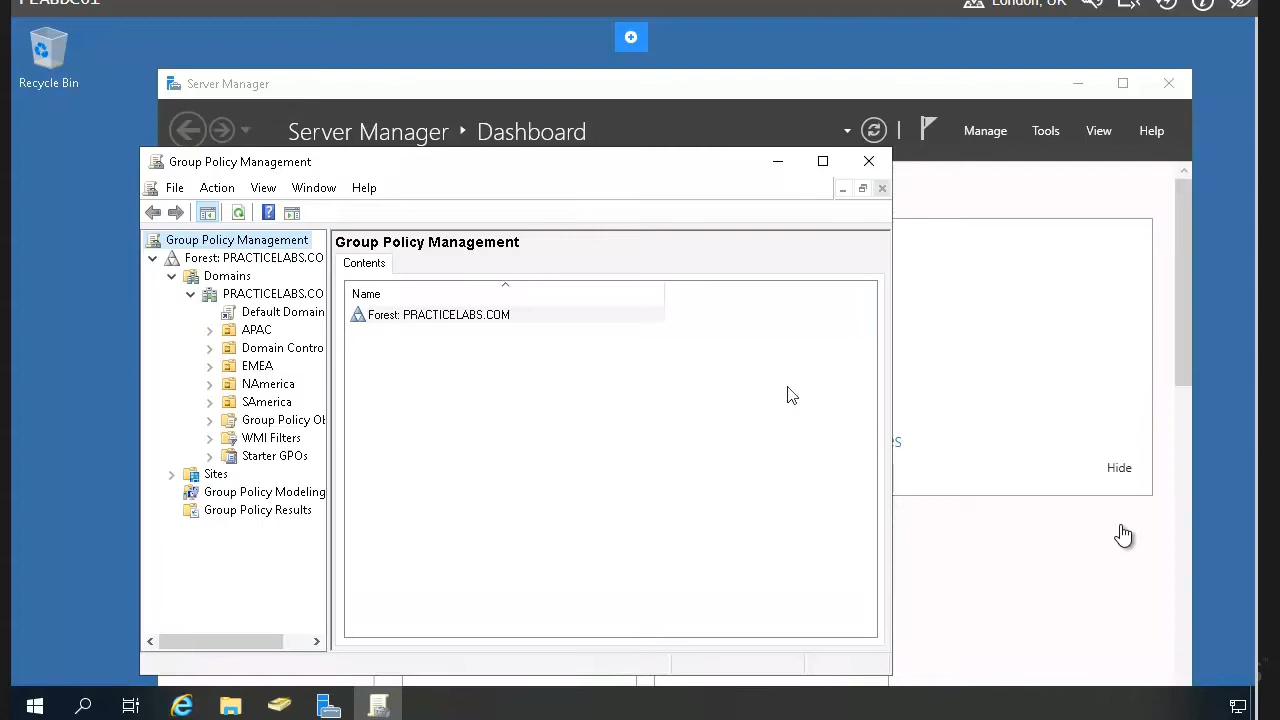 PLABDC01
London, UK
Recycle Bin
Server Manager
Server Manager
Dashboard
Manage
Tools
View
Help
Group Policy Management
File
Action
View
Window
Help
Group Policy Management
Forest: PRACTICELABS.CO
Domains
PRACTICELABS.CO
Default Domain
APAC
Domain Contro
EMEA
NAmerica
SAmerica
Group Policy Ob
WMI Filters
Starter GPOs
Sites
Group Policy Modeling
Group Policy Results
Group Policy Management
Contents
Name
Forest: PRACTICELABS.COM
es
Hide